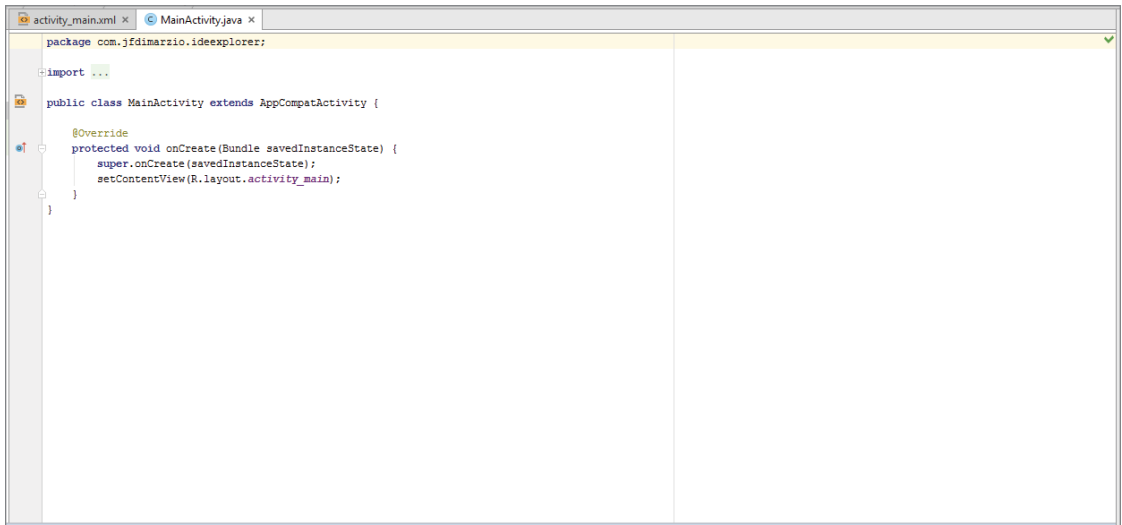 activity_main.xml × C MainActivity.java ×
package com.jfdimarzio.ideexplorer;
import ...
public class MainActivity extends AppCompatActivity {
@Override
protected void onCreate(Bundle savedInstanceState) {
super.onCreate(savedInstanceState);
setContentView(R.layout.activity_main);
}
}